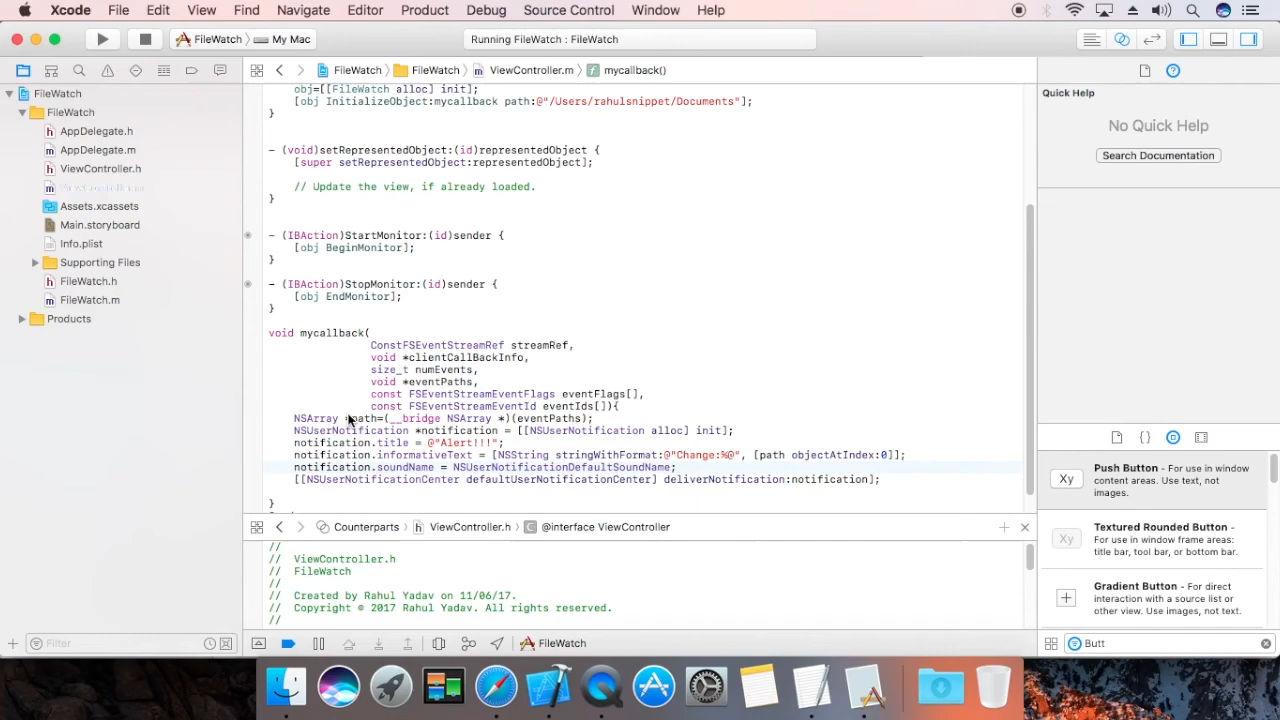 Xcode File Edit View Find Navigate Editor Product Debug Source Control Window Help
FileWatch My Mac Running FileWatch : FileWatch
FileWatch FileWatch ViewController.m mycallback()
FileWatch
FileWatch
AppDelegate.h
AppDelegate.m
ViewController.h
Assets.xcassets
Main.storyboard
Info.plist
Supporting Files
FileWatch.h
FileWatch.m
Products
Filter
obj=[[FileWatch alloc] init];
[obj InitializeObject:mycallback path:@"/Users/rahulsnippet/Documents"];
}
- (void)setRepresentedObject:(id)representedObject {
[super setRepresentedObject:representedObject];
// Update the view, if already loaded.
}
- (IBAction)StartMonitor:(id)sender {
[obj BeginMonitor];
}
- (IBAction)StopMonitor:(id)sender {
[obj EndMonitor];
}
void mycallback(
ConstFSEventStreamRef streamRef,
void *clientCallBackInfo,
size_t numEvents,
void *eventPaths,
const FSEventStreamEventFlags eventFlags[],
const FSEventStreamEventId eventIds[]){
NSArray *path=(__bridge NSArray *)(eventPaths);
NSUserNotification *notification = [[NSUserNotification alloc] init];
notification.title = @"Alert!!!";
notification.informativeText = [NSString stringWithFormat:@"Change:%@", [path objectAtIndex:0]];
notification.soundName = NSUserNotificationDefaultSoundName;
[[NSUserNotificationCenter defaultUserNotificationCenter] deliverNotification:notification];
}
Counterparts ViewController.h @interface ViewController
//
// ViewController.h
// FileWatch
//
// Created by Rahul Yadav on 11/06/17.
// Copyright © 2017 Rahul Yadav. All rights reserved.
//
FileWatch
Quick Help
No Quick Help
Search Documentation
Push Button - For use in window
content areas. Use text, not
images.
Textured Rounded Button -
For use in window frame areas:
title bar, tool bar, or bottom bar.
Gradient Button - For direct
interaction with a source list or
other view. Use images, not text.
Xy
Xy
Butt